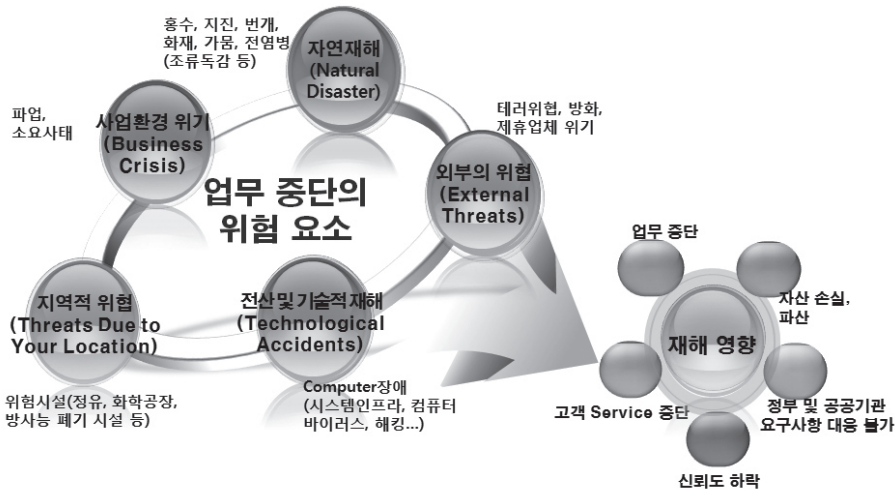 홍수, 지진, 번개,
화재, 가뭄, 전염병
(조류독감 등)
자연재해
(Natural
Disaster)
파업,
소요사태
사업환경 위기
(Business
Crisis)
테러위협, 방화,
제휴업체 위기
외부의 위협
(External
Threats)
업무 중단의
위험 요소
지역적 위협
(Threats Due to
Your Location)
위험시설(정유, 화학공장,
방사능 폐기 시설 등)
전산 및 기술적 재해
(Technological
Accidents)
Computer장애
(시스템인프라, 컴퓨터
바이러스, 해킹...)
업무 중단
자산 손실,
파산
재해 영향
고객 Service 중단
정부 및 공공기관
요구사항 대응 불가
신뢰도 하락